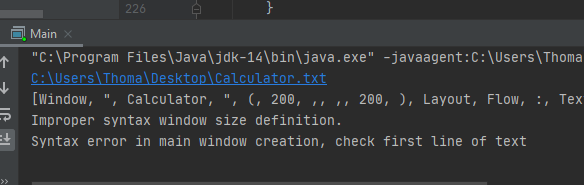 226
}
Main
"C:\Program Files\Java\jdk-14\bin\java.exe" -javaagent:C:\Users\Thoma
C:\Users\Thoma\Desktop\Calculator.txt
[Window, ", Calculator, ", (, 200, ,, ,, 200, ), Layout, Flow, :, Tex
Improper syntax window size definition.
Syntax error in main window creation, check first line of text